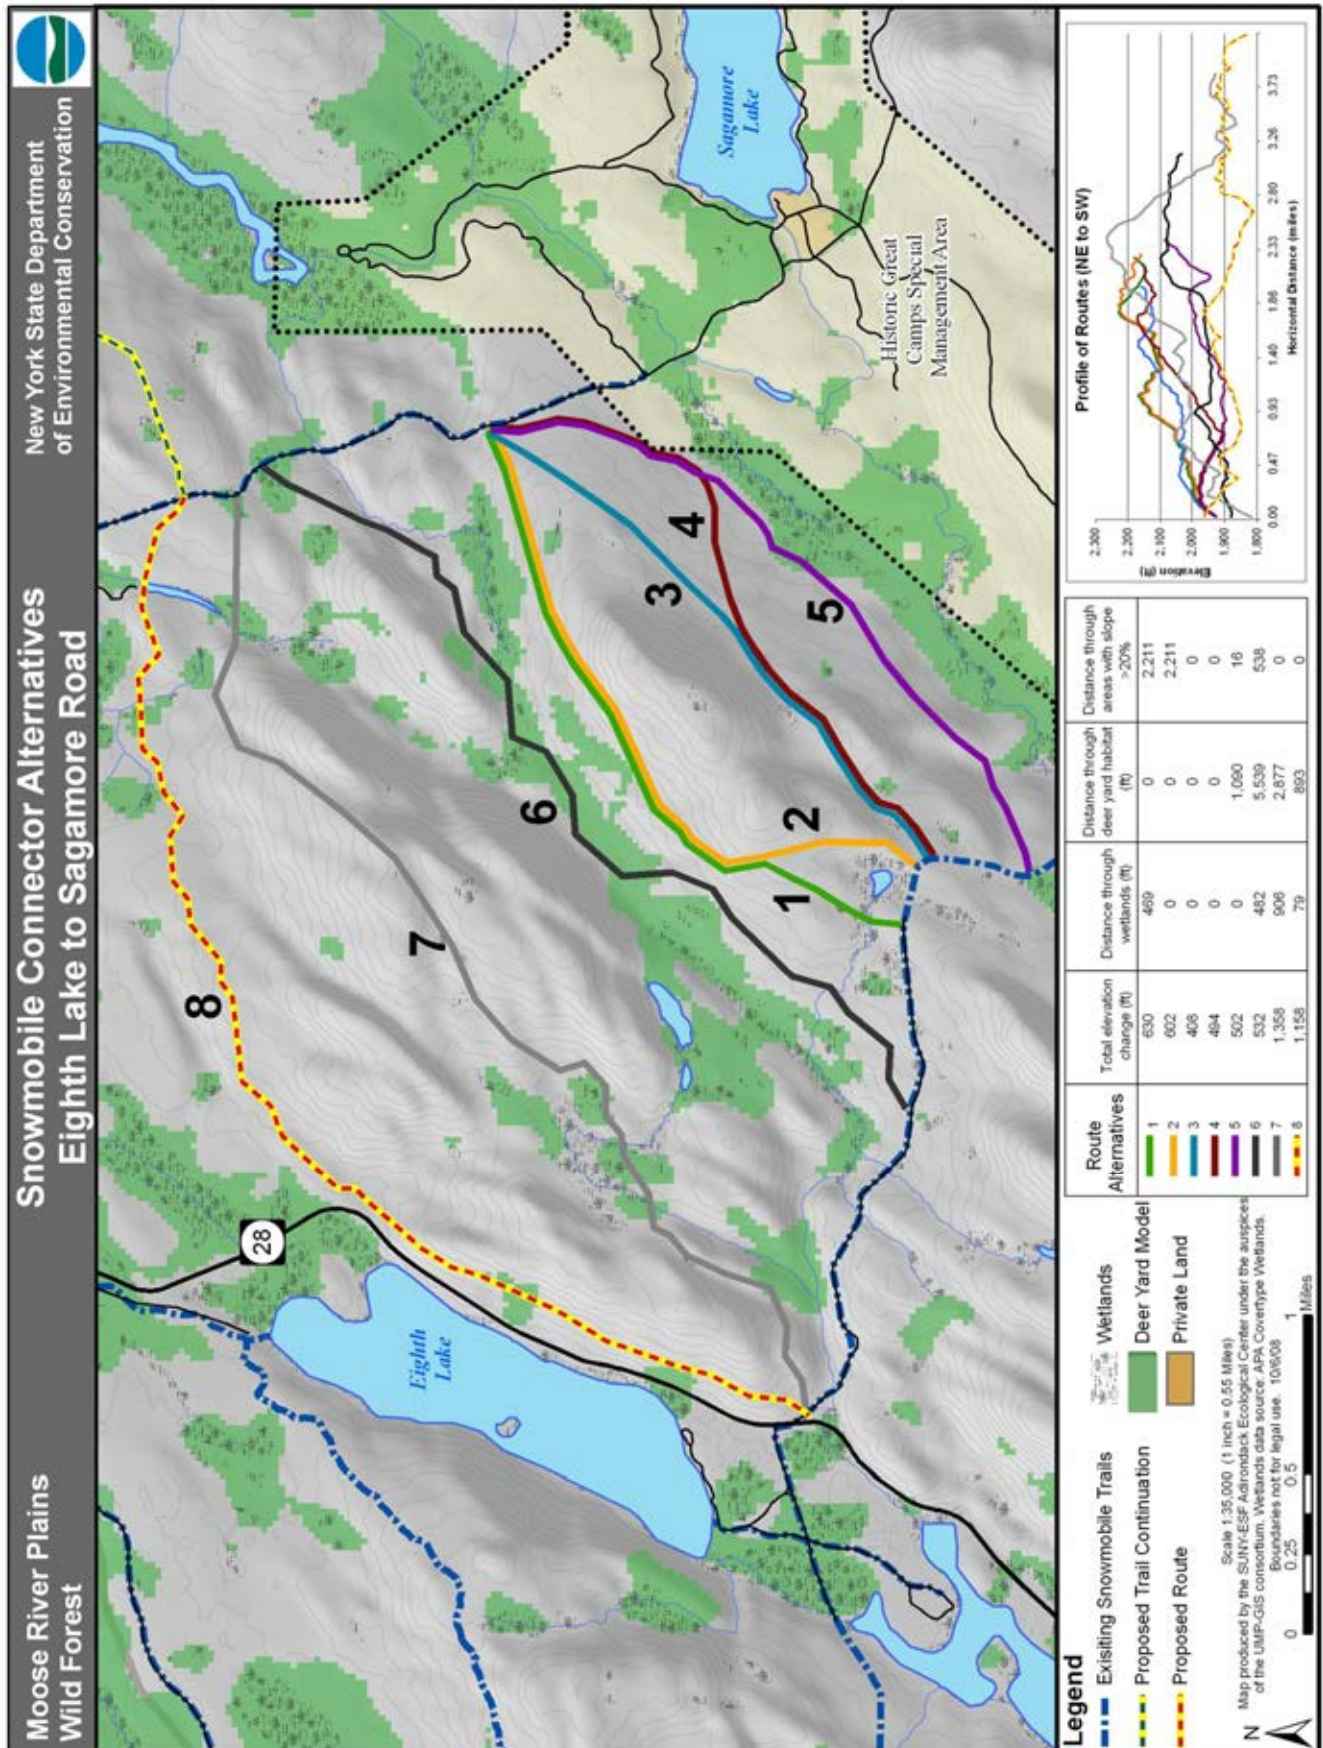 Moose River Plains
Wild Forest
Snowmobile Connector Alternatives
Eighth Lake to Sagamore Road
New York State Department
of Environmental Conservation
28
Eighth
Lake
Sagamore
Lake
Historic Great
Camps Special
Management Area
1
2
3
4
5
6
7
8
Legend
Exisiting Snowmobile Trails
Proposed Trail Continuation
Proposed Route
Wetlands
Deer Yard Model
Private Land
N
Scale 1:35,000 (1 inch = 0.55 Miles)
Map produced by the SUNY-ESF Adirondack Ecological Center under the auspices
of the UMP-GIS consortium. Wetlands data source: APA Covertype Wetlands.
Boundaries not for legal use. 10/6/08
0 0.25 0.5 1
Miles
Route Alternatives Total elevation change (ft) Distance through wetlands (ft) Distance through deer yard habitat (ft) Distance through areas with slope >20%
1 630 469 0 2,211
2 602 0 0 2,211
3 408 0 0 0
4 494 0 0 0
5 502 0 1,090 16
6 532 482 5,539 538
7 1,358 906 2,877 0
8 1,158 79 893 0
Profile of Routes (NE to SW)
Elevation (ft)
2,300
2,200
2,100
2,000
1,900
1,800
0.00 0.47 0.93 1.40 1.86 2.33 2.80 3.26 3.73
Horizontal Distance (miles)